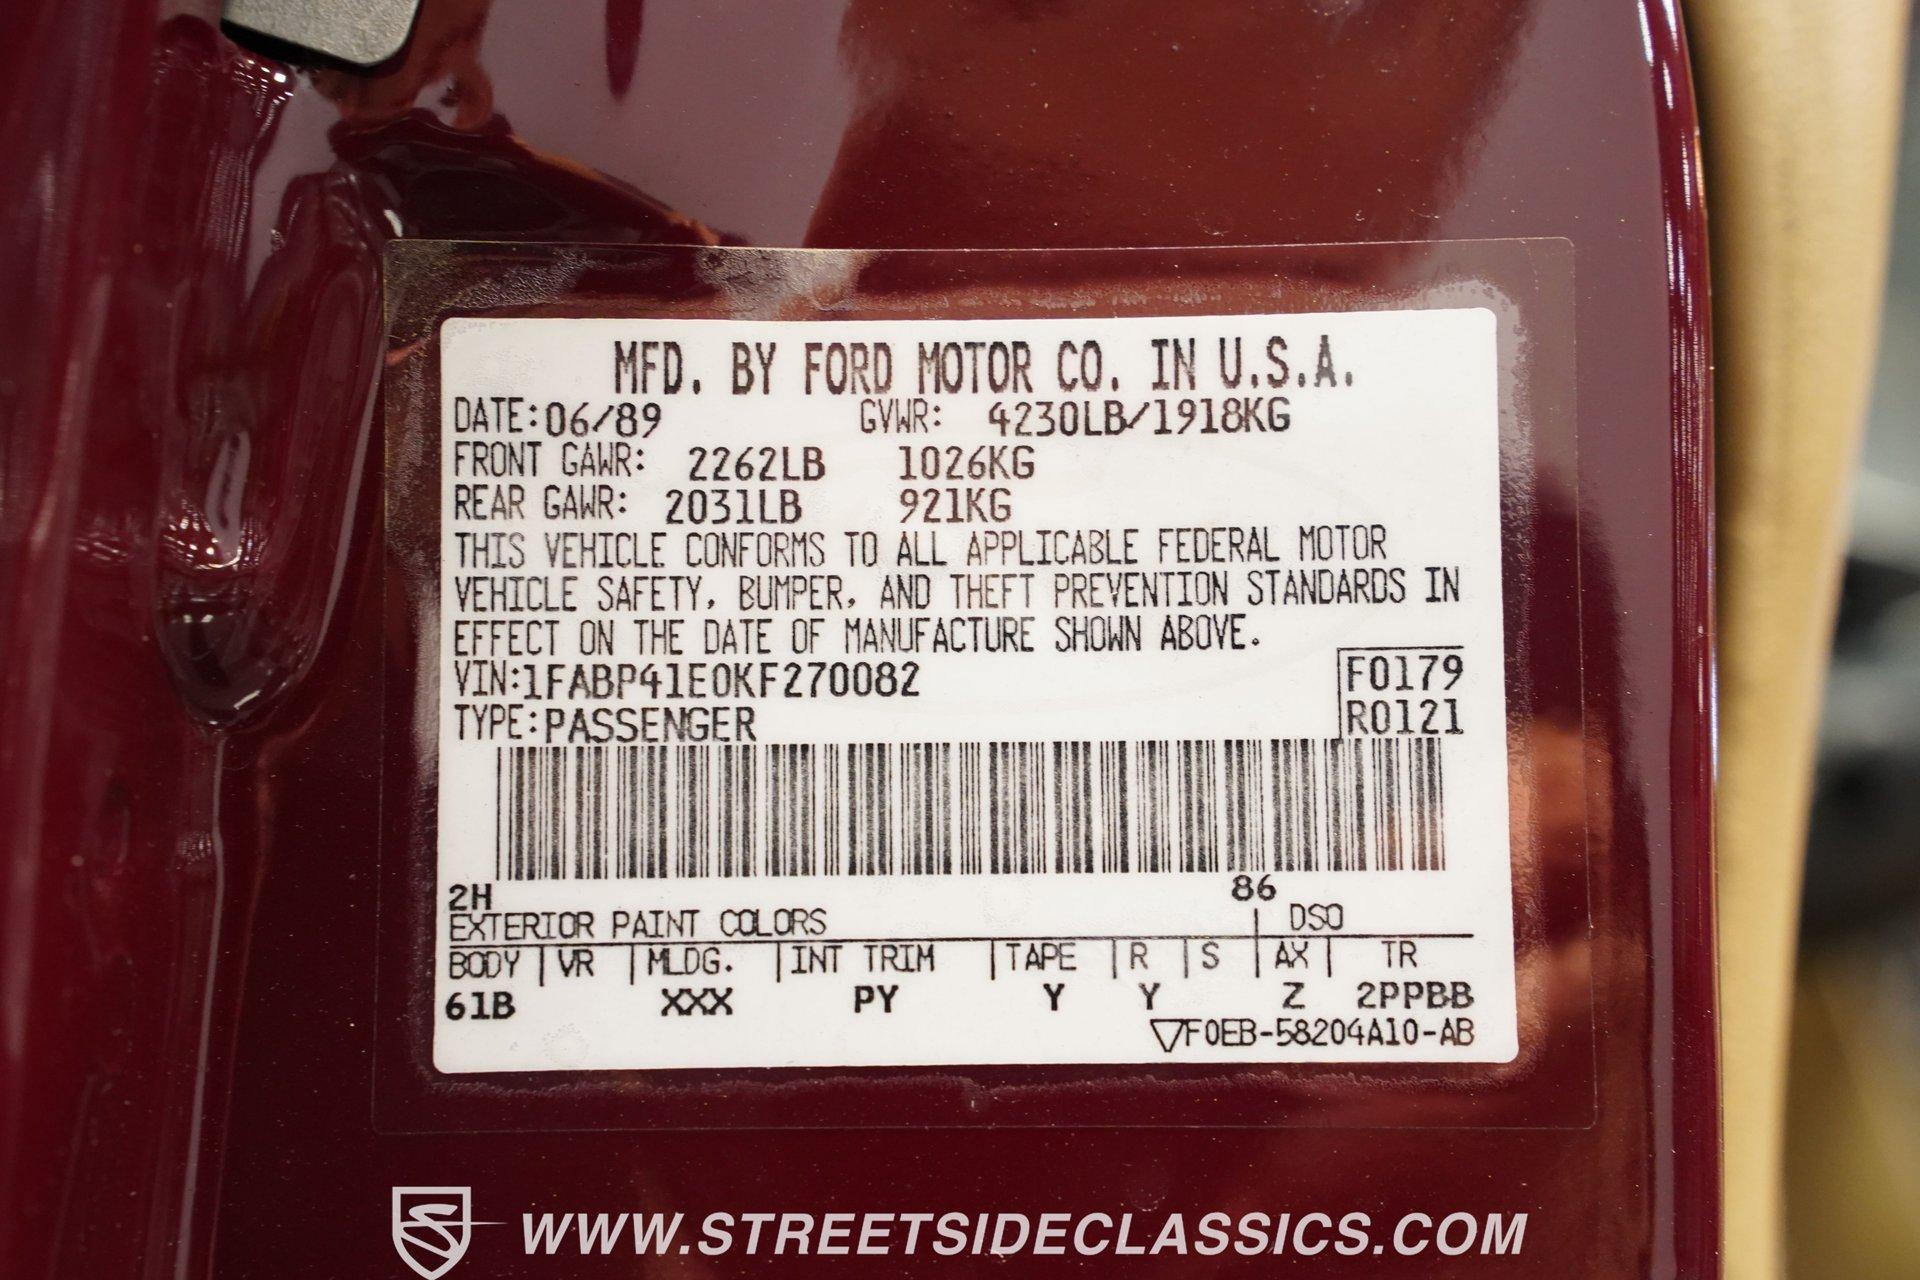 MFD. BY FORD MOTOR CO. IN U.S.A.
DATE: 06/89 GVWR: 4230LB/1918KG
FRONT GAWR: 2262LB 1026KG
REAR GAWR: 2031LB 921KG
THIS VEHICLE CONFORMS TO ALL APPLICABLE FEDERAL MOTOR
VEHICLE SAFETY, BUMPER, AND THEFT PREVENTION STANDARDS IN
EFFECT ON THE DATE OF MANUFACTURE SHOWN ABOVE.
VIN:1FABP41E0KF270082 F0179
TYPE:PASSENGER R0121
2H 86
EXTERIOR PAINT COLORS DSO
BODY VR MLDG. INT TRIM TAPE R S AX TR
61B XXX PY Y Y Z 2PPBB
▽F0EB-58204A10-AB
WWW.STREETSIDECLASSICS.COM